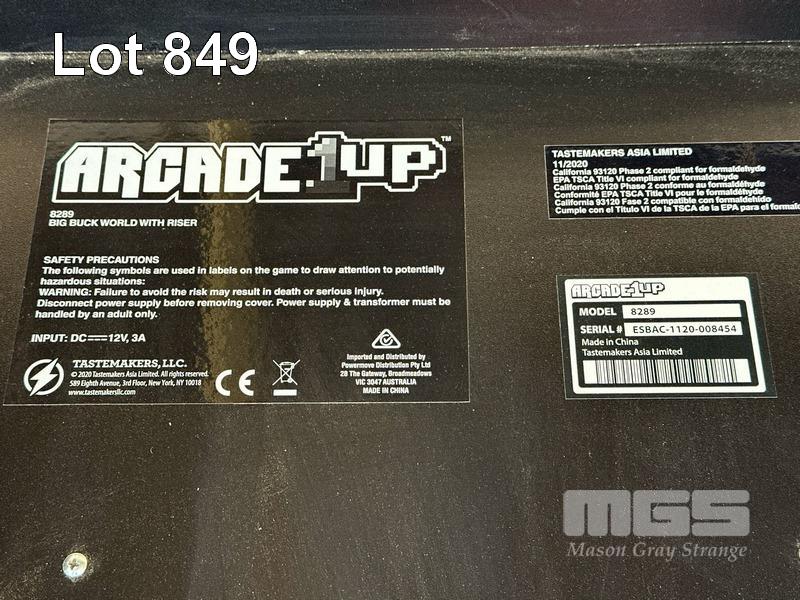 Lot 849
ARCADE1UP™
8289
BIG BUCK WORLD WITH RISER
SAFETY PRECAUTIONS
The following symbols are used in labels on the game to draw attention to potentially
hazardous situations:
WARNING: Failure to avoid the risk may result in death or serious injury.
Disconnect power supply before removing cover. Power supply & transformer must be
handled by an adult only.
INPUT: DC⎓12V, 3A
TASTEMAKERS, LLC.
© 2020 Tastemakers Asia Limited. All rights reserved.
589 Eighth Avenue, 3rd Floor, New York, NY 10018
www.tastemakersllc.com
CE
Imported and Distributed by
Powermove Distribution Pty Ltd
28 The Gateway, Broadmeadows
VIC 3047 AUSTRALIA
MADE IN CHINA
TASTEMAKERS ASIA LIMITED
11/2020
California 93120 Phase 2 compliant for formaldehyde
EPA TSCA Title VI compliant for formaldehyde
California 93120 Phase 2 conforme au formaldéhyde
Conformité EPA TSCA Title VI pour le formaldéhyde
California 93120 Fase 2 compatible con formaldehído
Cumple con el Titulo VI de la TSCA de la EPA para el
ARCADE1UP
MODEL 8289
SERIAL # ESBAC-1120-008454
Made in China
Tastemakers Asia Limited
MGS
Mason Gray Strange